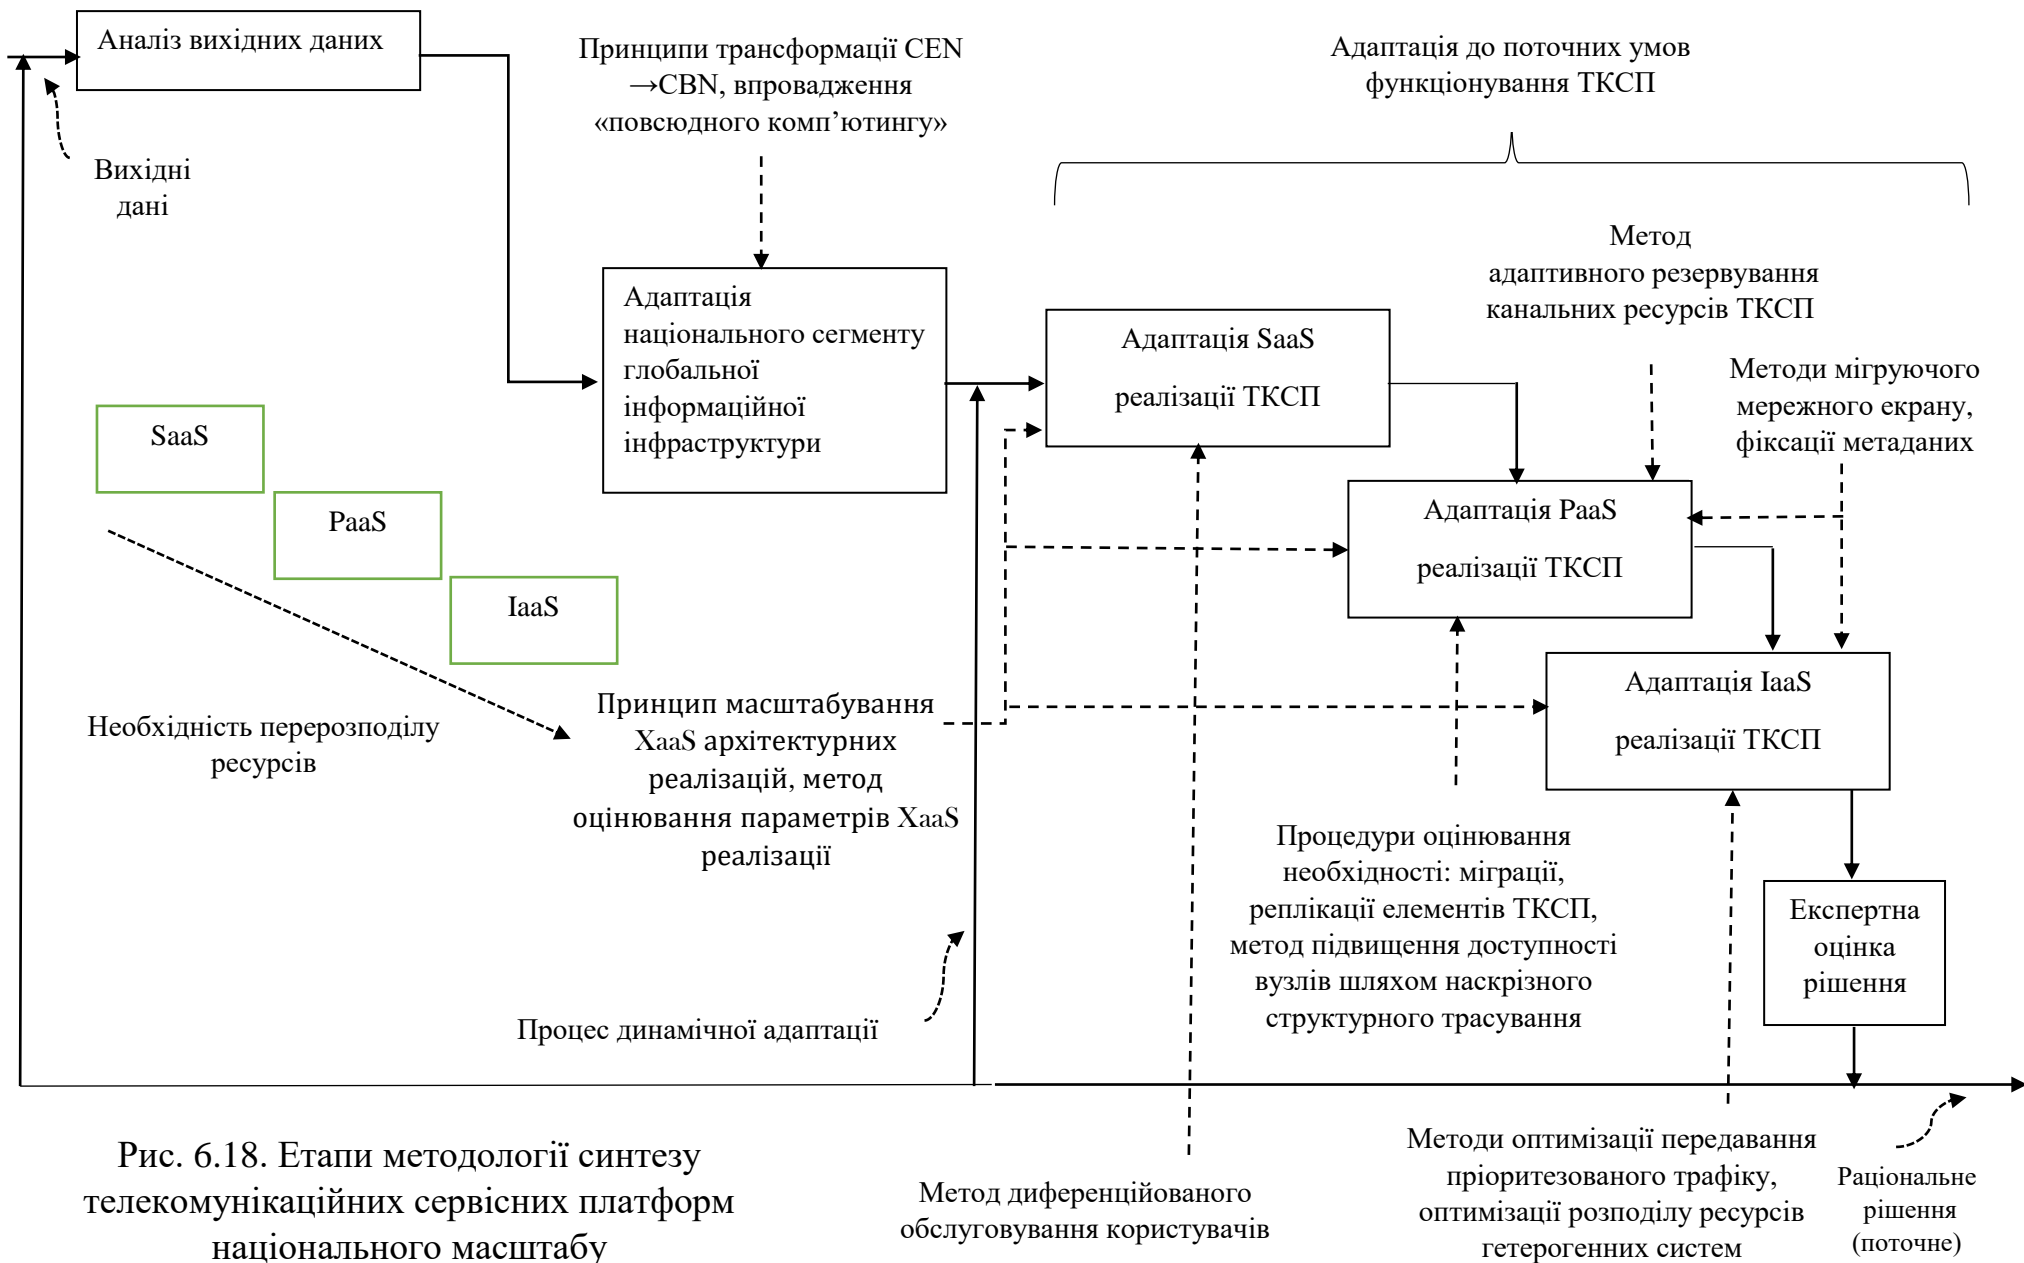 Аналіз вихідних даних
Принципи трансформації CEN
→CBN, впровадження
«повсюдного комп’ютингу»
Адаптація до поточних умов
функціонування ТКСП
Вихідні
дані
Метод
адаптивного резервування
канальних ресурсів ТКСП
Адаптація
національного сегменту
глобальної
інформаційної
інфраструктури
Адаптація SaaS
реалізації ТКСП
Методи мігруючого
мережного екрану,
фіксації метаданих
SaaS
PaaS
IaaS
Адаптація PaaS
реалізації ТКСП
Адаптація IaaS
реалізації ТКСП
Необхідність перерозподілу
ресурсів
Принцип масштабування
XaaS архітектурних
реалізацій, метод
оцінювання параметрів XaaS
реалізації
Процедури оцінювання
необхідності: міграції,
реплікації елементів ТКСП,
метод підвищення доступності
вузлів шляхом наскрізного
структурного трасування
Експертна
оцінка
рішення
Процес динамічної адаптації
Рис. 6.18. Етапи методології синтезу
телекомунікаційних сервісних платформ
національного масштабу
Метод диференційованого
обслуговування користувачів
Методи оптимізації передавання
пріоритезованого трафіку,
оптимізації розподілу ресурсів
гетерогенних систем
Раціональне
рішення
(поточне)